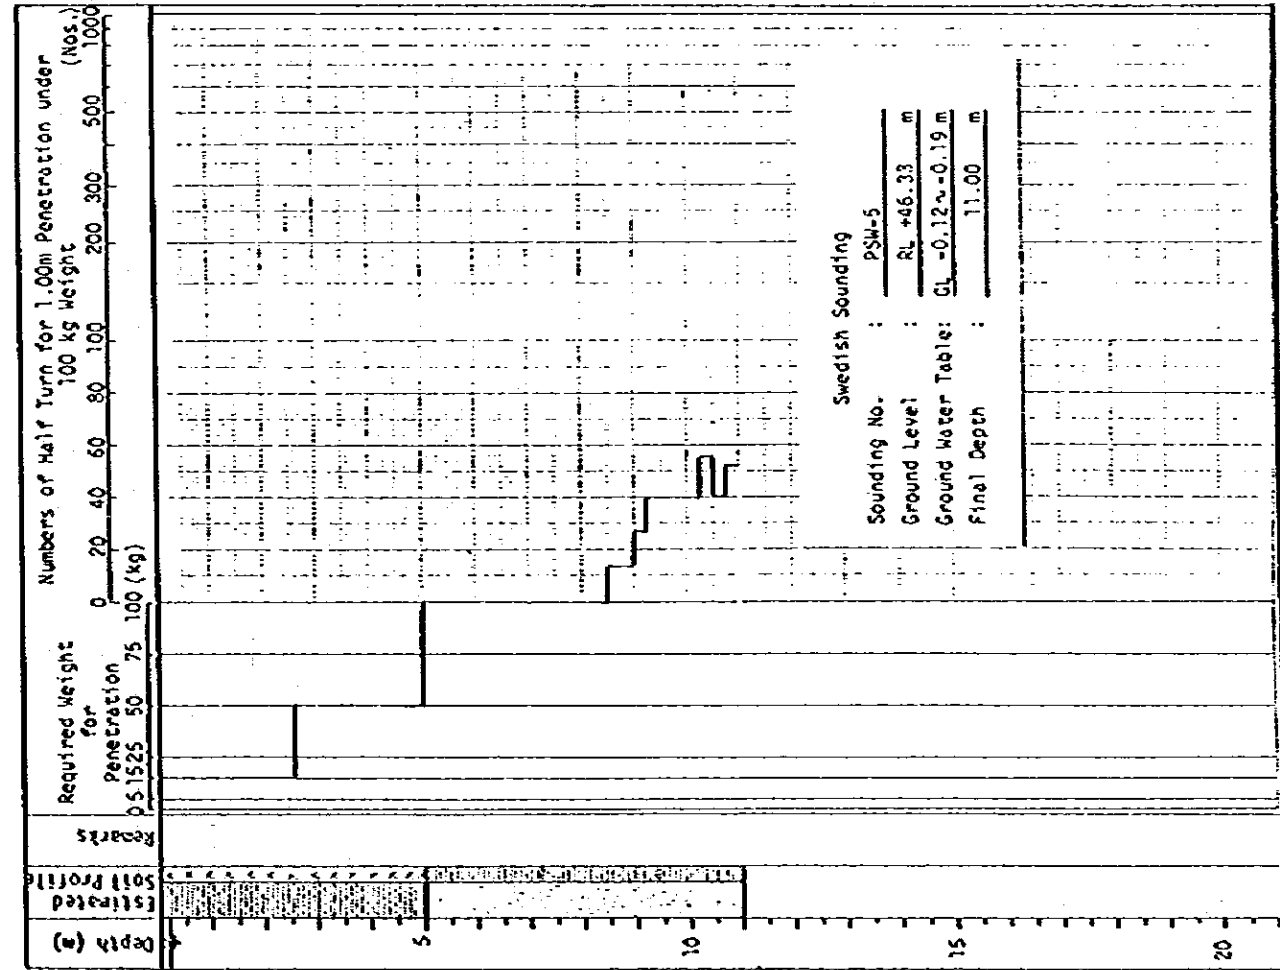 Numbers of Half Turn for 1.00m Penetration under
100 kg Weight (Nos.)
0 20 40 60 80 100 200 300 500 1000
Required Weight
for
Penetration
0 5 15 25 50 75 100 (kg)
Remarks
Estimated
Soil Profile
Depth (m)
5
10
15
20
Swedish Sounding
Sounding No. : PSW-5
Ground Level : RL +46.33 m
Ground Water Table: GL -0.12~-0.19 m
Final Depth : 11.00 m